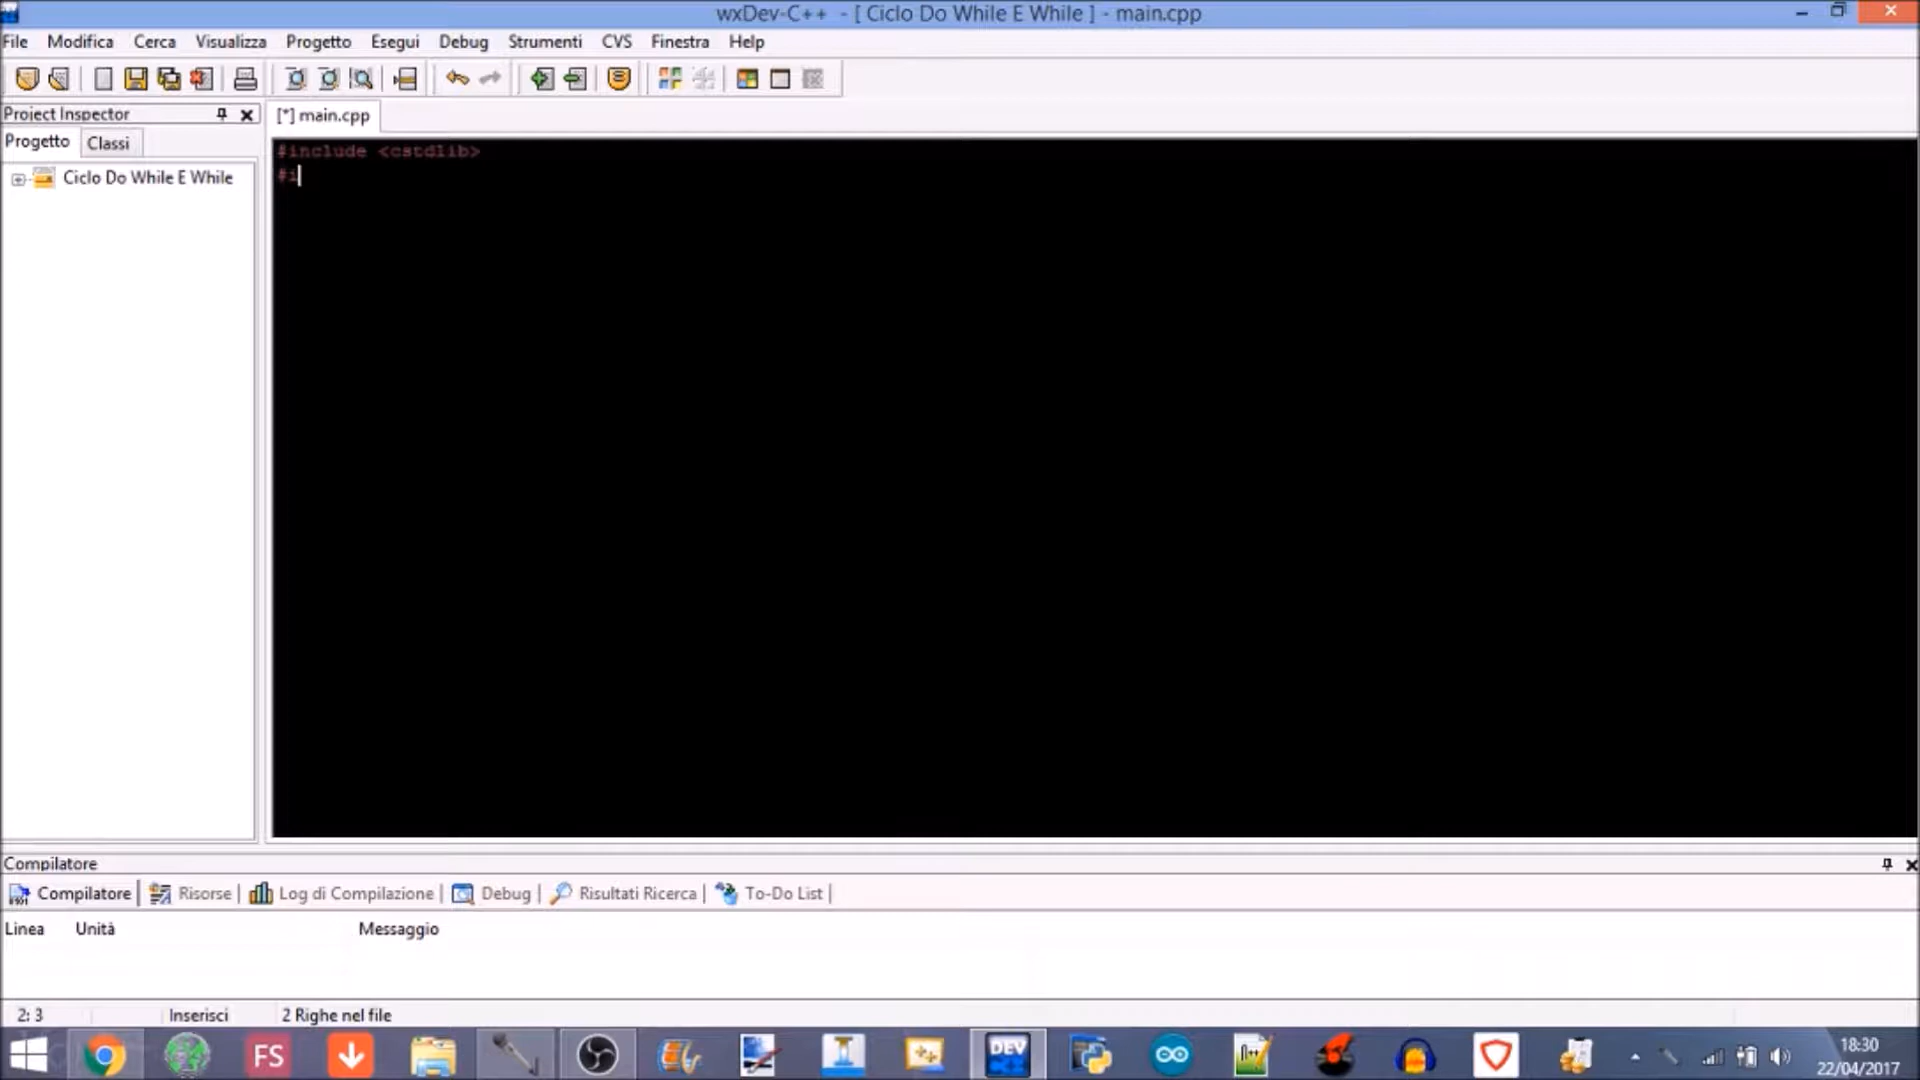 wxDev-C++ - [ Ciclo Do While E While ] - main.cpp
File Modifica Cerca Visualizza Progetto Esegui Debug Strumenti CVS Finestra Help
Project Inspector
[*] main.cpp
Progetto Classi
Ciclo Do While E While
#include <cstdlib>
#i
Compilatore
Compilatore Risorse Log di Compilazione Debug Risultati Ricerca To-Do List
Linea Unità Messaggio
2: 3 Inserisci 2 Righe nel file
FS
DEV
18:30
22/04/2017